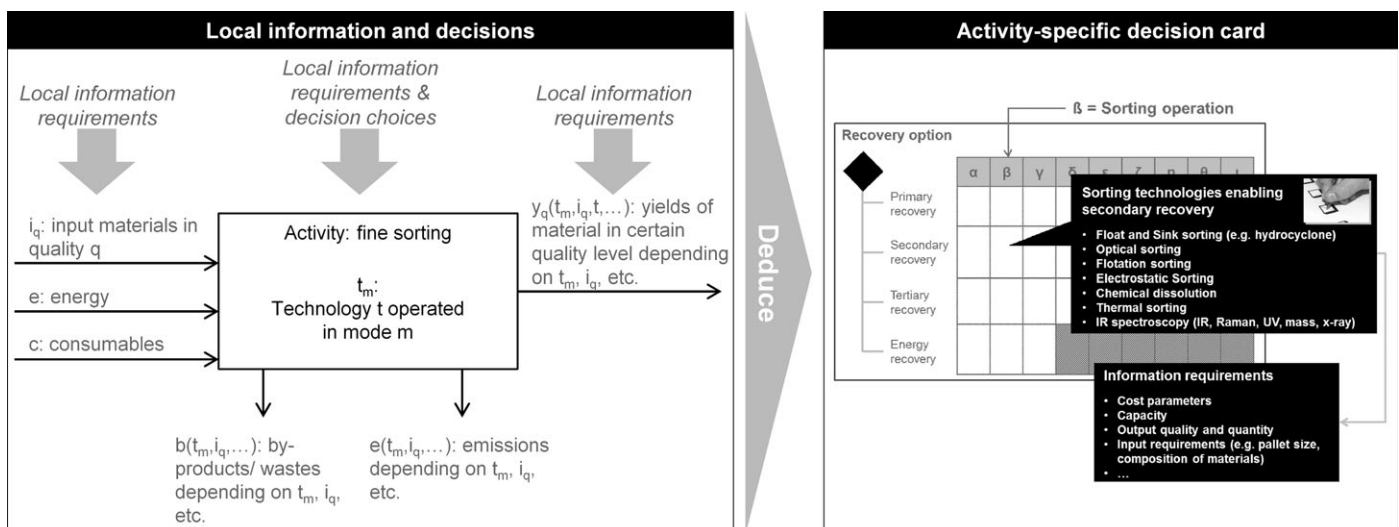 Local information and decisions
Local information
requirements
Local information
requirements &
decision choices
Local information
requirements
iq: input materials in
quality q
e: energy
c: consumables
Activity: fine sorting
tm:
Technology t operated
in mode m
yq(tm,iq,t,…): yields of
material in certain
quality level depending
on tm, iq, etc.
b(tm,iq,…): by-
products/ wastes
depending on tm, iq,
etc.
e(tm,iq,…): emissions
depending on tm, iq,
etc.
Deduce
Activity-specific decision card
ß = Sorting operation
Recovery option
α β γ δ ε ζ η θ ι
Primary
recovery
Secondary
recovery
Tertiary
recovery
Energy
recovery
Sorting technologies enabling
secondary recovery
• Float and Sink sorting (e.g. hydrocyclone)
• Optical sorting
• Flotation sorting
• Electrostatic Sorting
• Chemical dissolution
• Thermal sorting
• IR spectroscopy (IR, Raman, UV, mass, x-ray)
Information requirements
• Cost parameters
• Capacity
• Output quality and quantity
• Input requirements (e.g. pallet size,
composition of materials)
• …